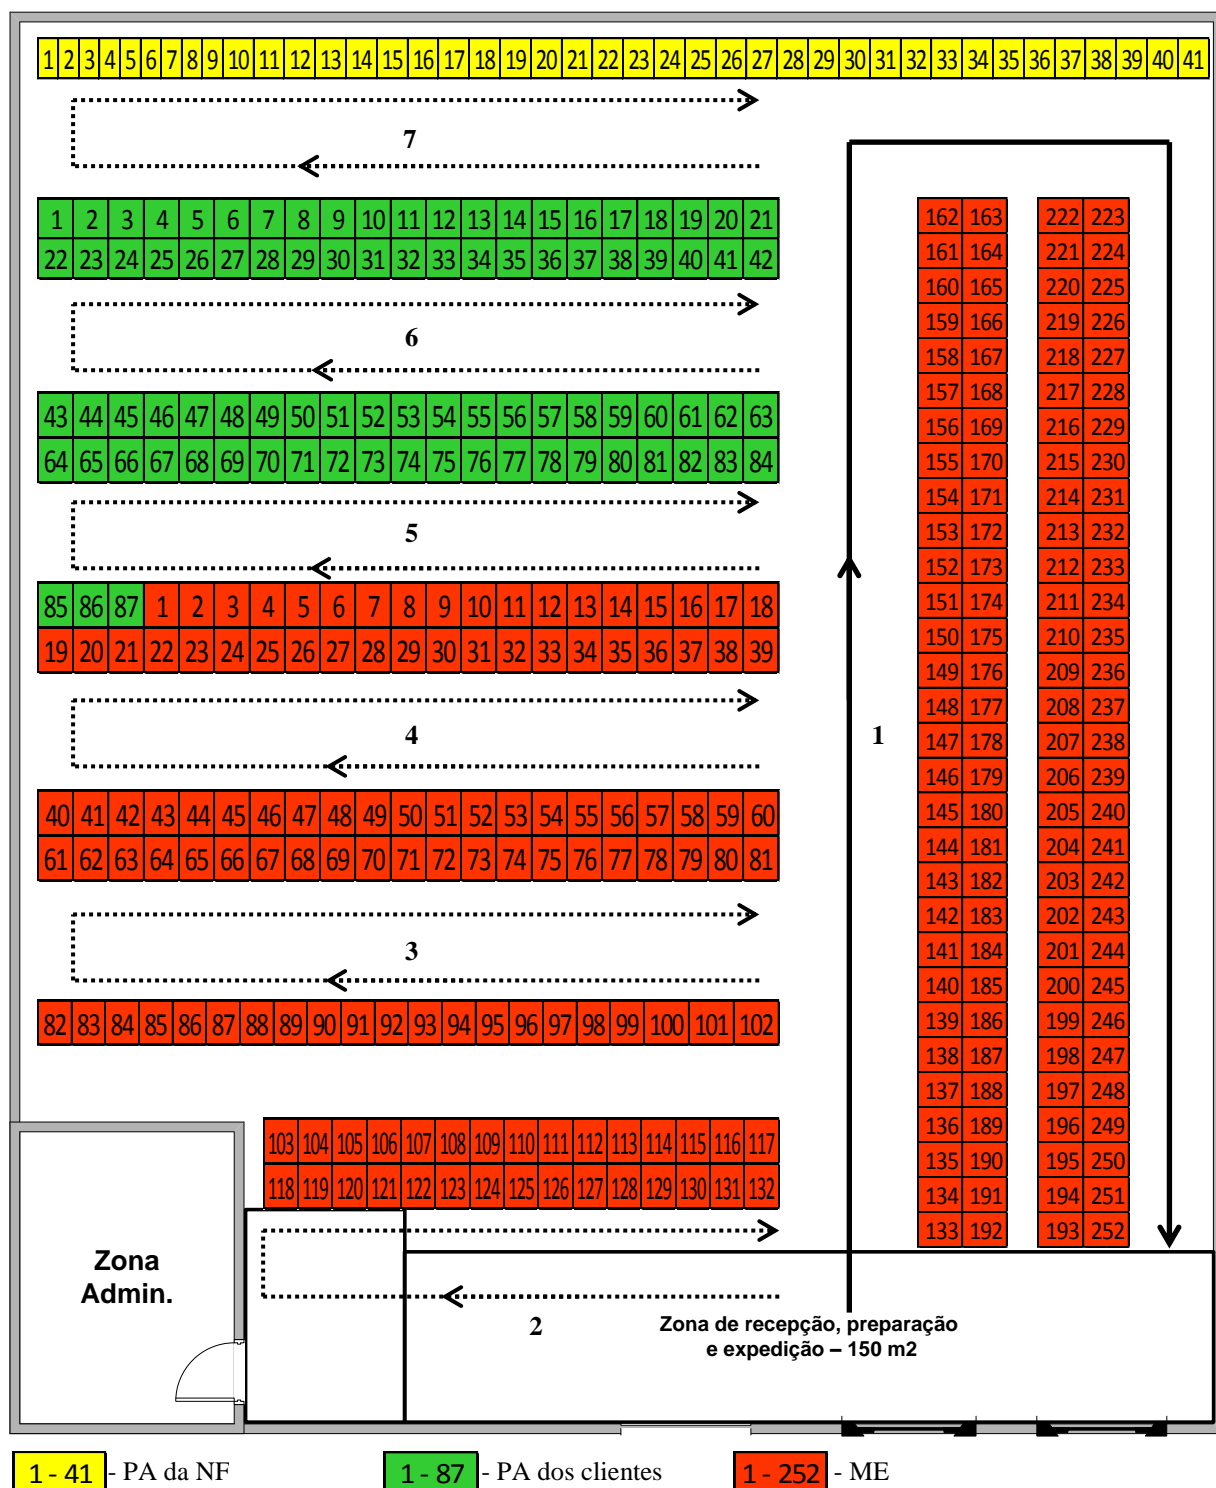 1 2 3 4 5 6 7 8 9 10 11 12 13 14 15 16 17 18 19 20 21 22 23 24 25 26 27 28 29 30 31 32 33 34 35 36 37 38 39 40 41
7
1 2 3 4 5 6 7 8 9 10 11 12 13 14 15 16 17 18 19 20 21
22 23 24 25 26 27 28 29 30 31 32 33 34 35 36 37 38 39 40 41 42
6
43 44 45 46 47 48 49 50 51 52 53 54 55 56 57 58 59 60 61 62 63
64 65 66 67 68 69 70 71 72 73 74 75 76 77 78 79 80 81 82 83 84
5
85 86 87 1 2 3 4 5 6 7 8 9 10 11 12 13 14 15 16 17 18
19 20 21 22 23 24 25 26 27 28 29 30 31 32 33 34 35 36 37 38 39
4
40 41 42 43 44 45 46 47 48 49 50 51 52 53 54 55 56 57 58 59 60
61 62 63 64 65 66 67 68 69 70 71 72 73 74 75 76 77 78 79 80 81
3
82 83 84 85 86 87 88 89 90 91 92 93 94 95 96 97 98 99 100 101 102
103 104 105 106 107 108 109 110 111 112 113 114 115 116 117
118 119 120 121 122 123 124 125 126 127 128 129 130 131 132
1
162 163 222 223
161 164 221 224
160 165 220 225
159 166 219 226
158 167 218 227
157 168 217 228
156 169 216 229
155 170 215 230
154 171 214 231
153 172 213 232
152 173 212 233
151 174 211 234
150 175 210 235
149 176 209 236
148 177 208 237
147 178 207 238
146 179 206 239
145 180 205 240
144 181 204 241
143 182 203 242
142 183 202 243
141 184 201 244
140 185 200 245
139 186 199 246
138 187 198 247
137 188 197 248
136 189 196 249
135 190 195 250
134 191 194 251
133 192 193 252
Zona
Admin.
2
Zona de recepção, preparação
e expedição – 150 m2
1 - 41 - PA da NF
1 - 87 - PA dos clientes
1 - 252 - ME